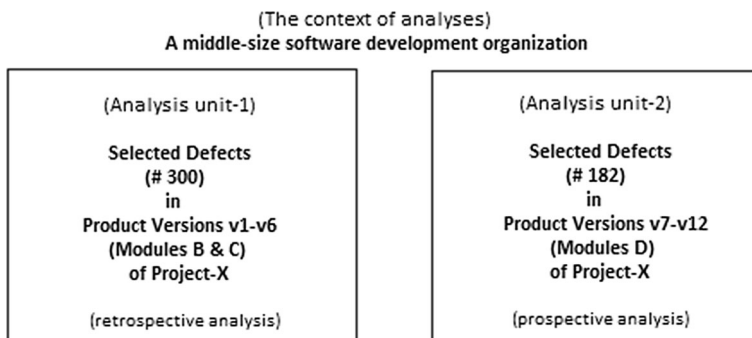 (The context of analyses)
A middle-size software development organization
(Analysis unit-1)
Selected Defects
(# 300)
in
Product Versions v1-v6
(Modules B & C)
of Project-X
(retrospective analysis)
(Analysis unit-2)
Selected Defects
(# 182)
in
Product Versions v7-v12
(Modules D)
of Project-X
(prospective analysis)